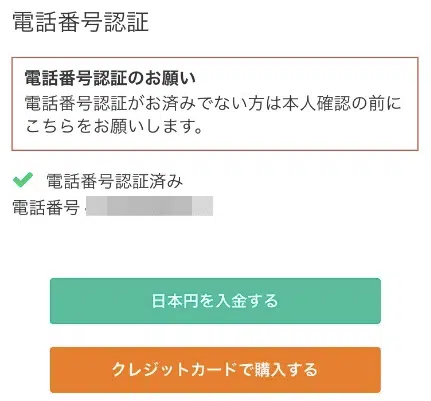 電話番号認証
電話番号認証のお願い
電話番号認証がお済みでない方は本人確認の前に
こちらをお願いします。
電話番号認証済み
電話番号
日本円を入金する
クレジットカードで購入する